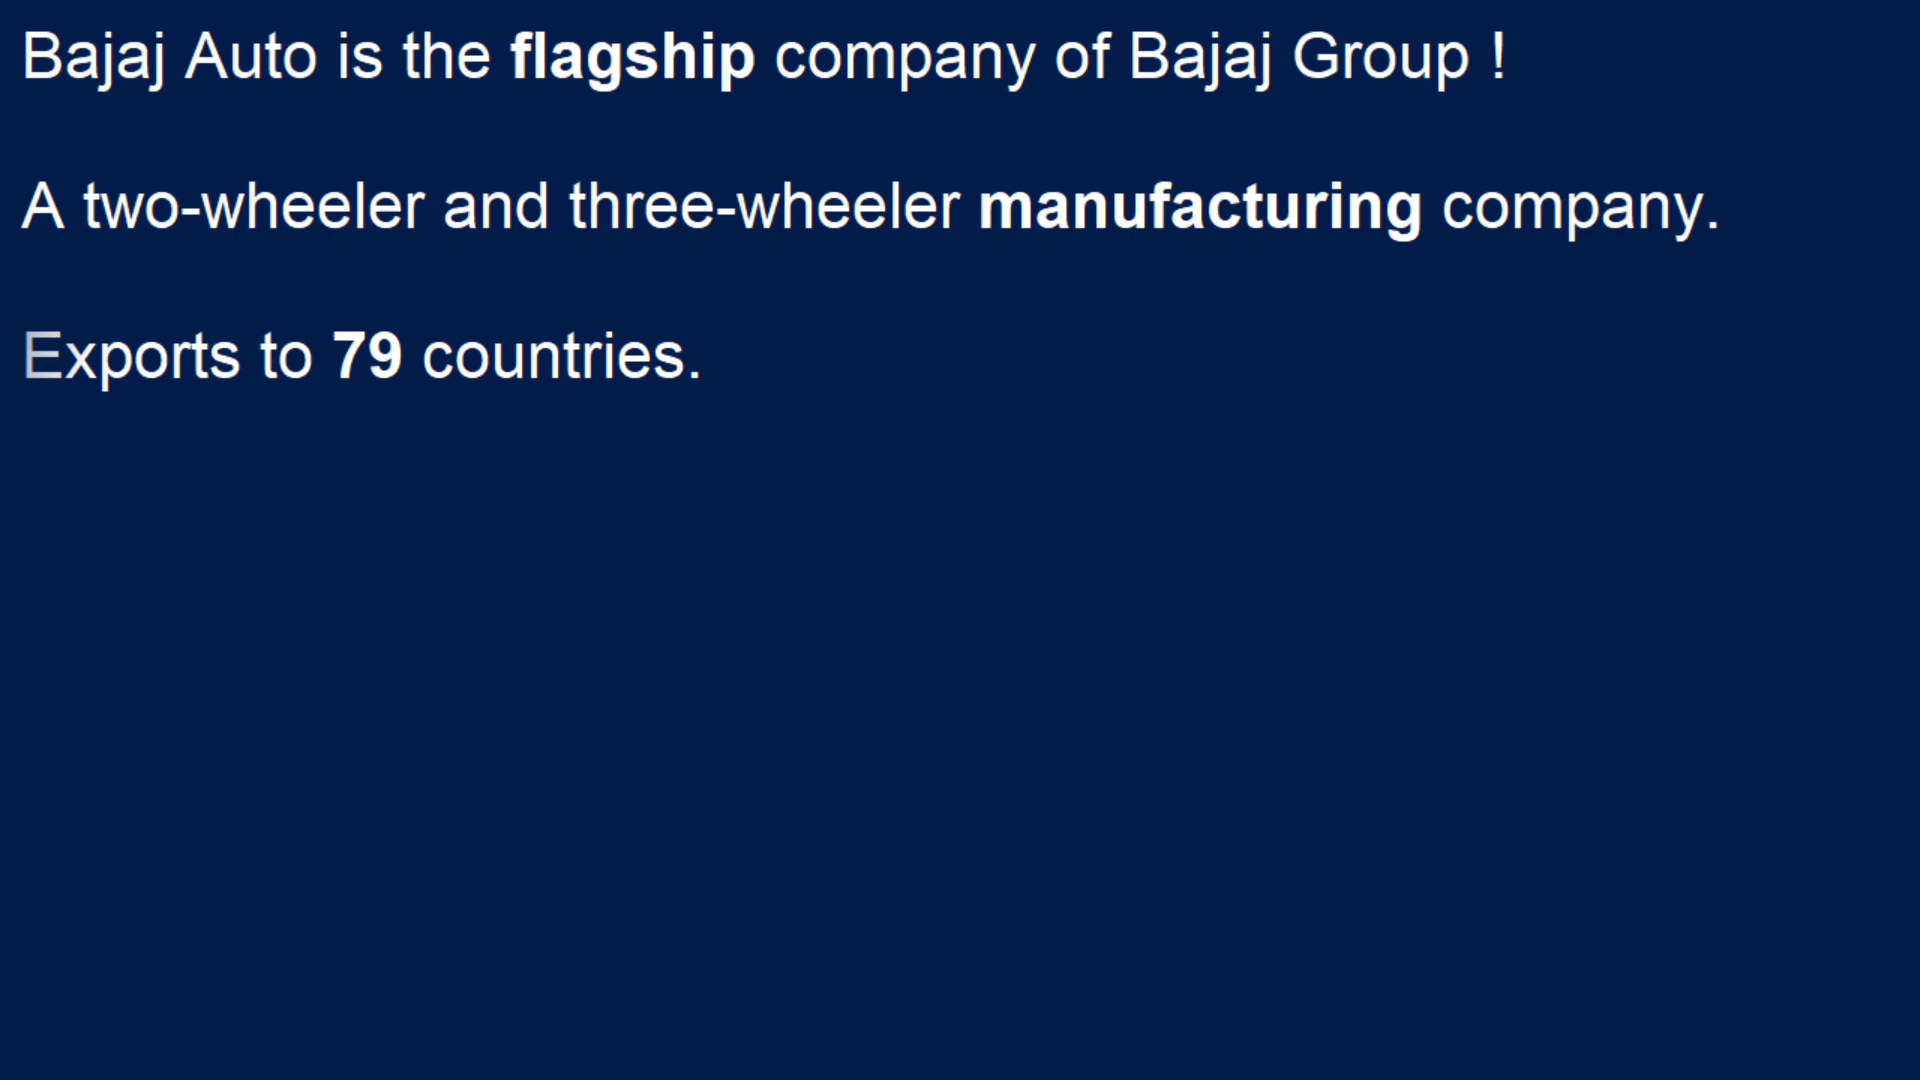 Bajaj Auto is the flagship company of Bajaj Group !
A two-wheeler and three-wheeler manufacturing company.
Exports to 79 countries.